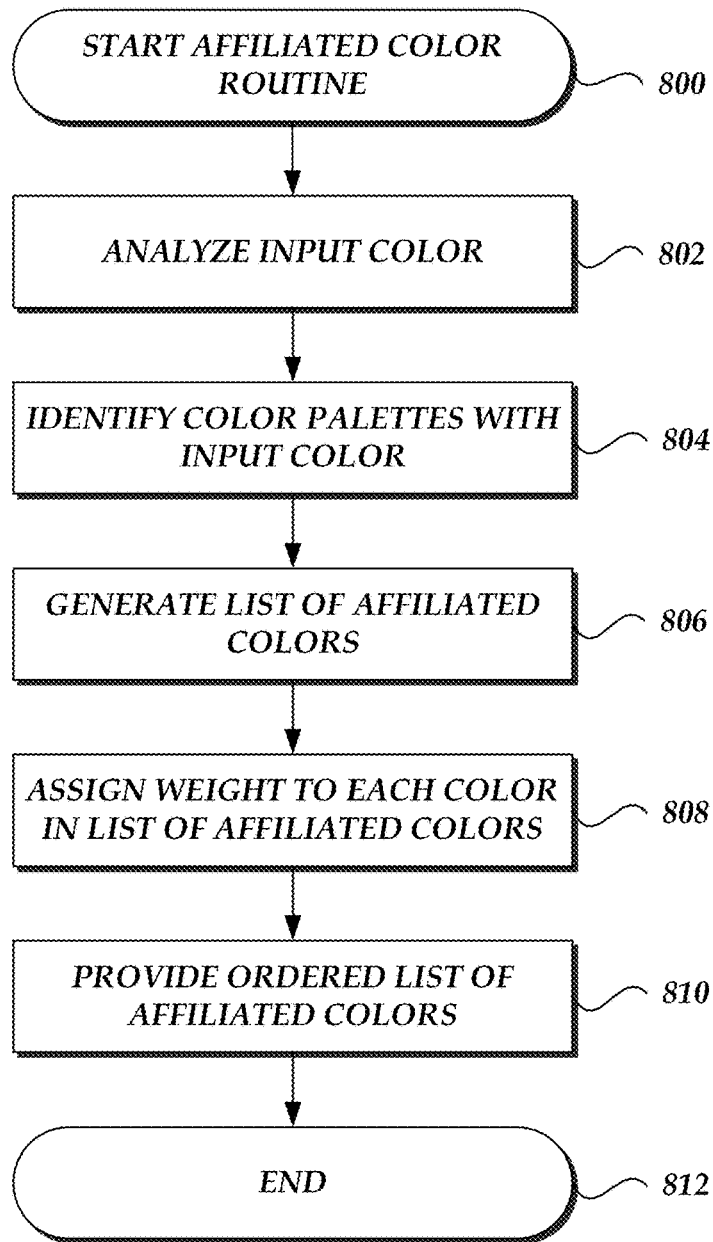 START AFFILIATED COLOR
ROUTINE
800
ANALYZE INPUT COLOR
802
IDENTIFY COLOR PALETTES WITH
INPUT COLOR
804
GENERATE LIST OF AFFILIATED
COLORS
806
ASSIGN WEIGHT TO EACH COLOR
IN LIST OF AFFILIATED COLORS
808
PROVIDE ORDERED LIST OF
AFFILIATED COLORS
810
END
812